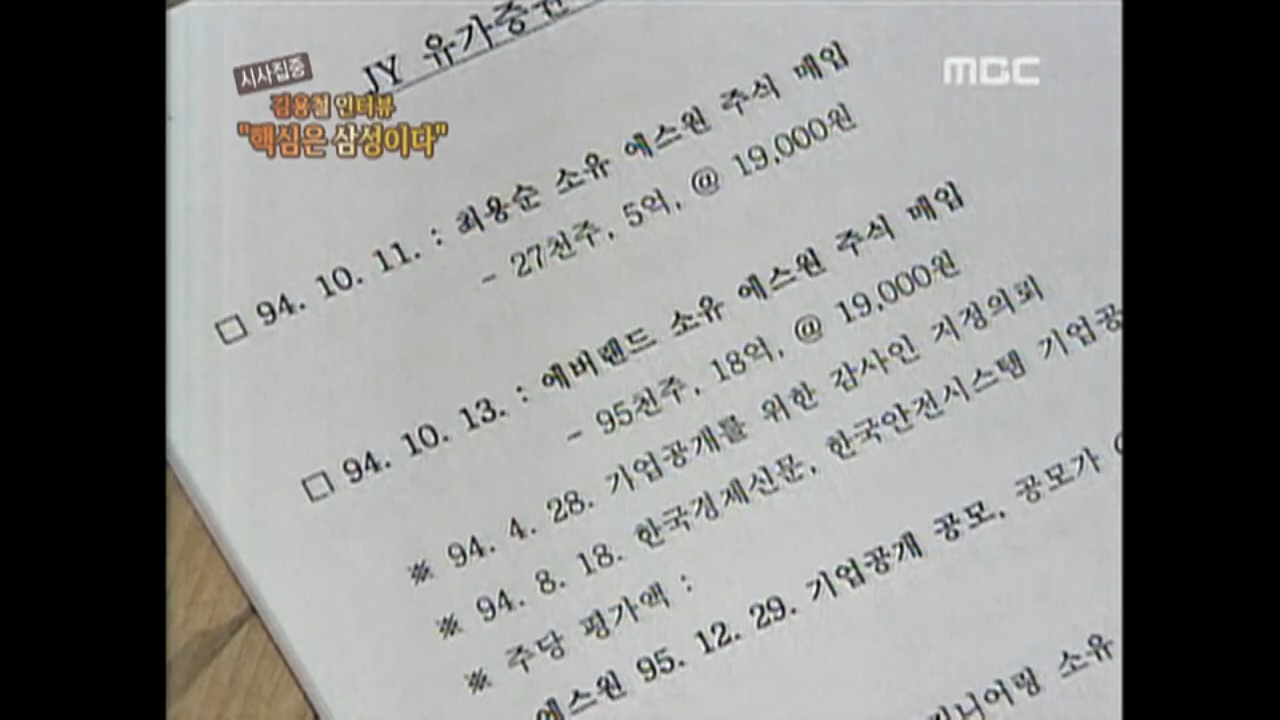 시사집중
김용철 인터뷰
"핵심은 삼성이다"
MBC
JY 유가증권
□ 94. 10. 11. : 최용순 소유 에스원 주식 매입
- 27천주, 5억, @ 19,000원
□ 94. 10. 13. : 에버랜드 소유 에스원 주식 매입
- 95천주, 18억, @ 19,000원
※ 94. 4. 28. 기업공개를 위한 감사인 지정의뢰
※ 94. 8. 18. 한국경제신문, 한국안전시스템 기업공
※ 주당 평가액 :
에스원 95. 12. 29. 기업공개 공모, 공모가
소유